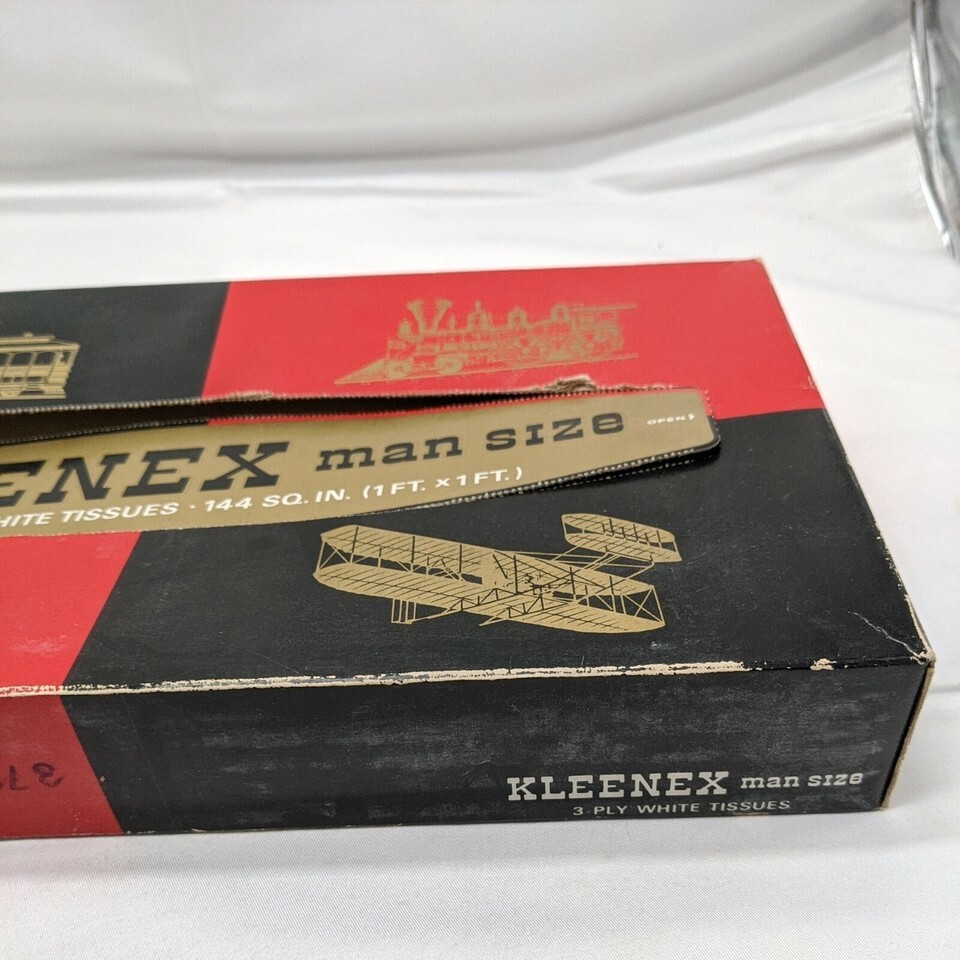 ENEX man size OPEN
WHITE TISSUES · 144 SQ. IN. (1 FT. x 1 FT.)
KLEENEX man size
3-PLY WHITE TISSUES